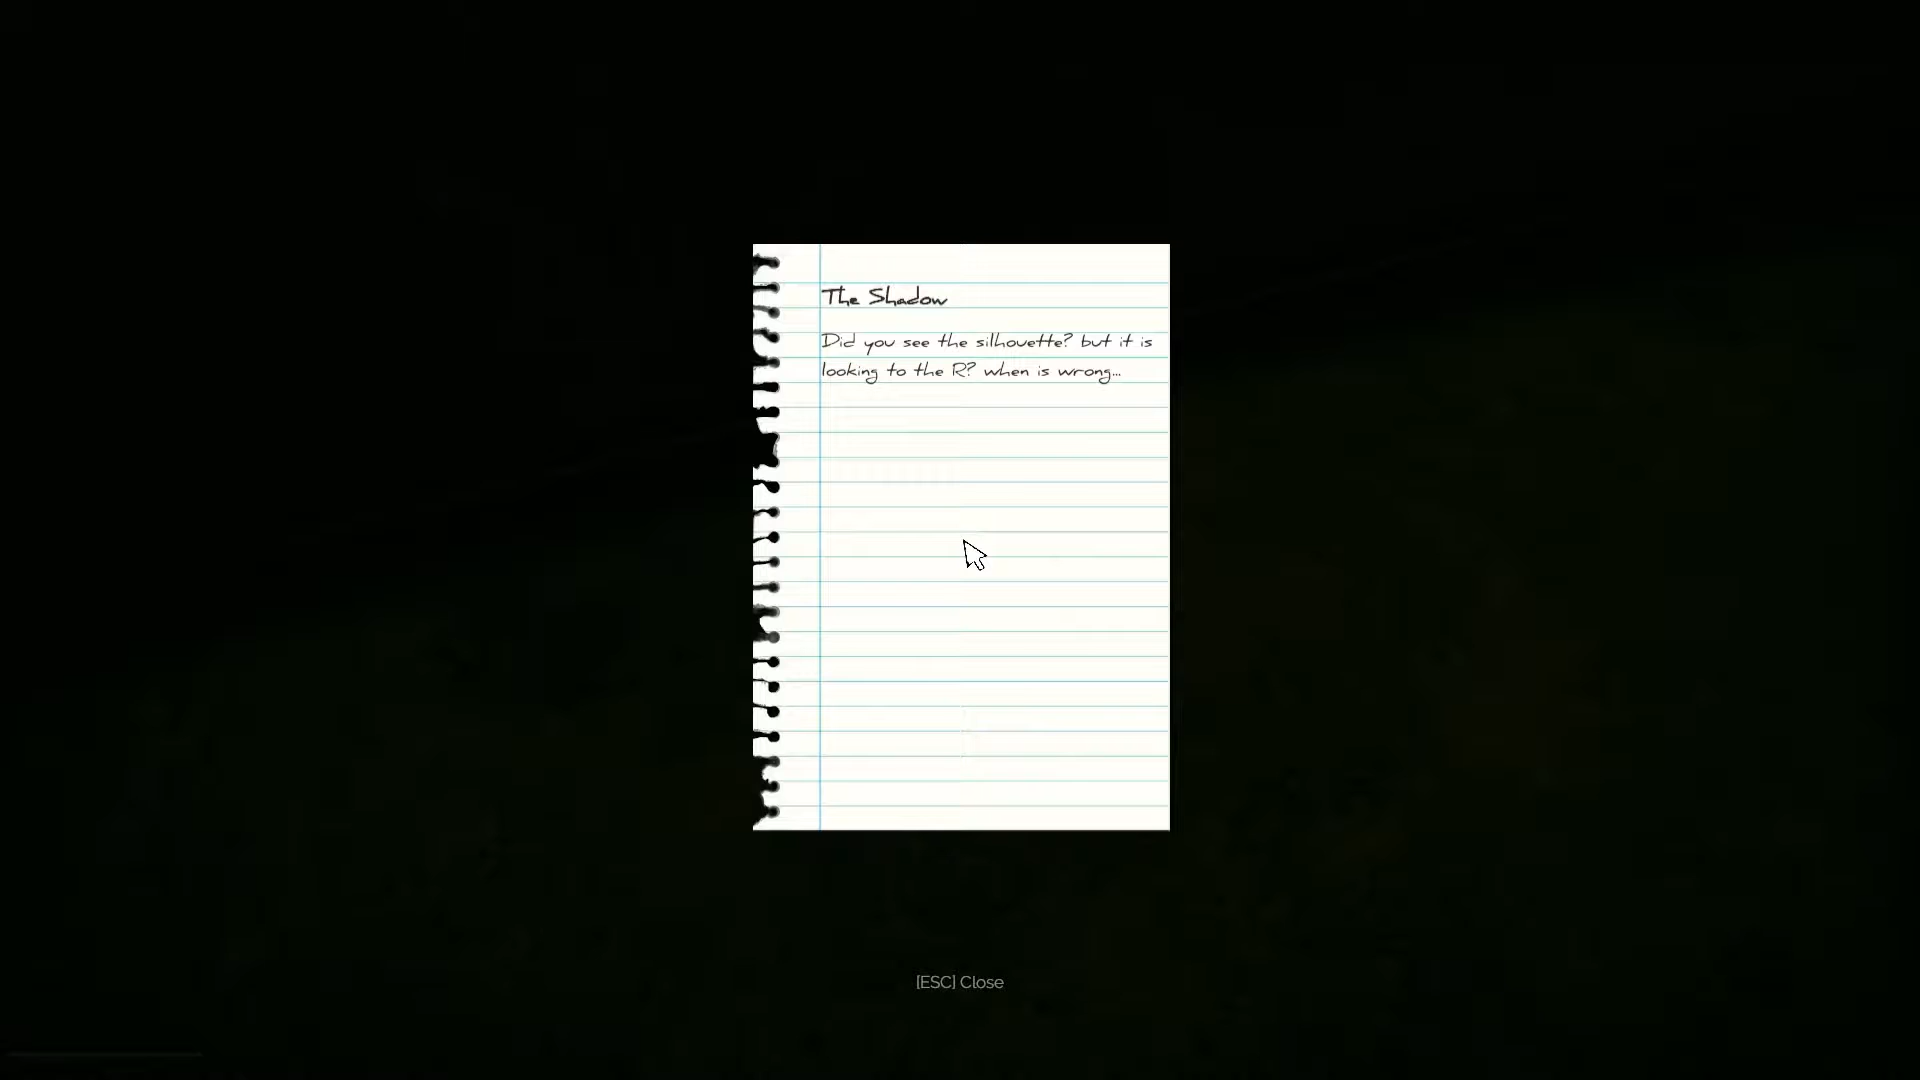 The Shadow
Did you see the silhouette? but it is
looking to the R? when is wrong...
[ESC] Close